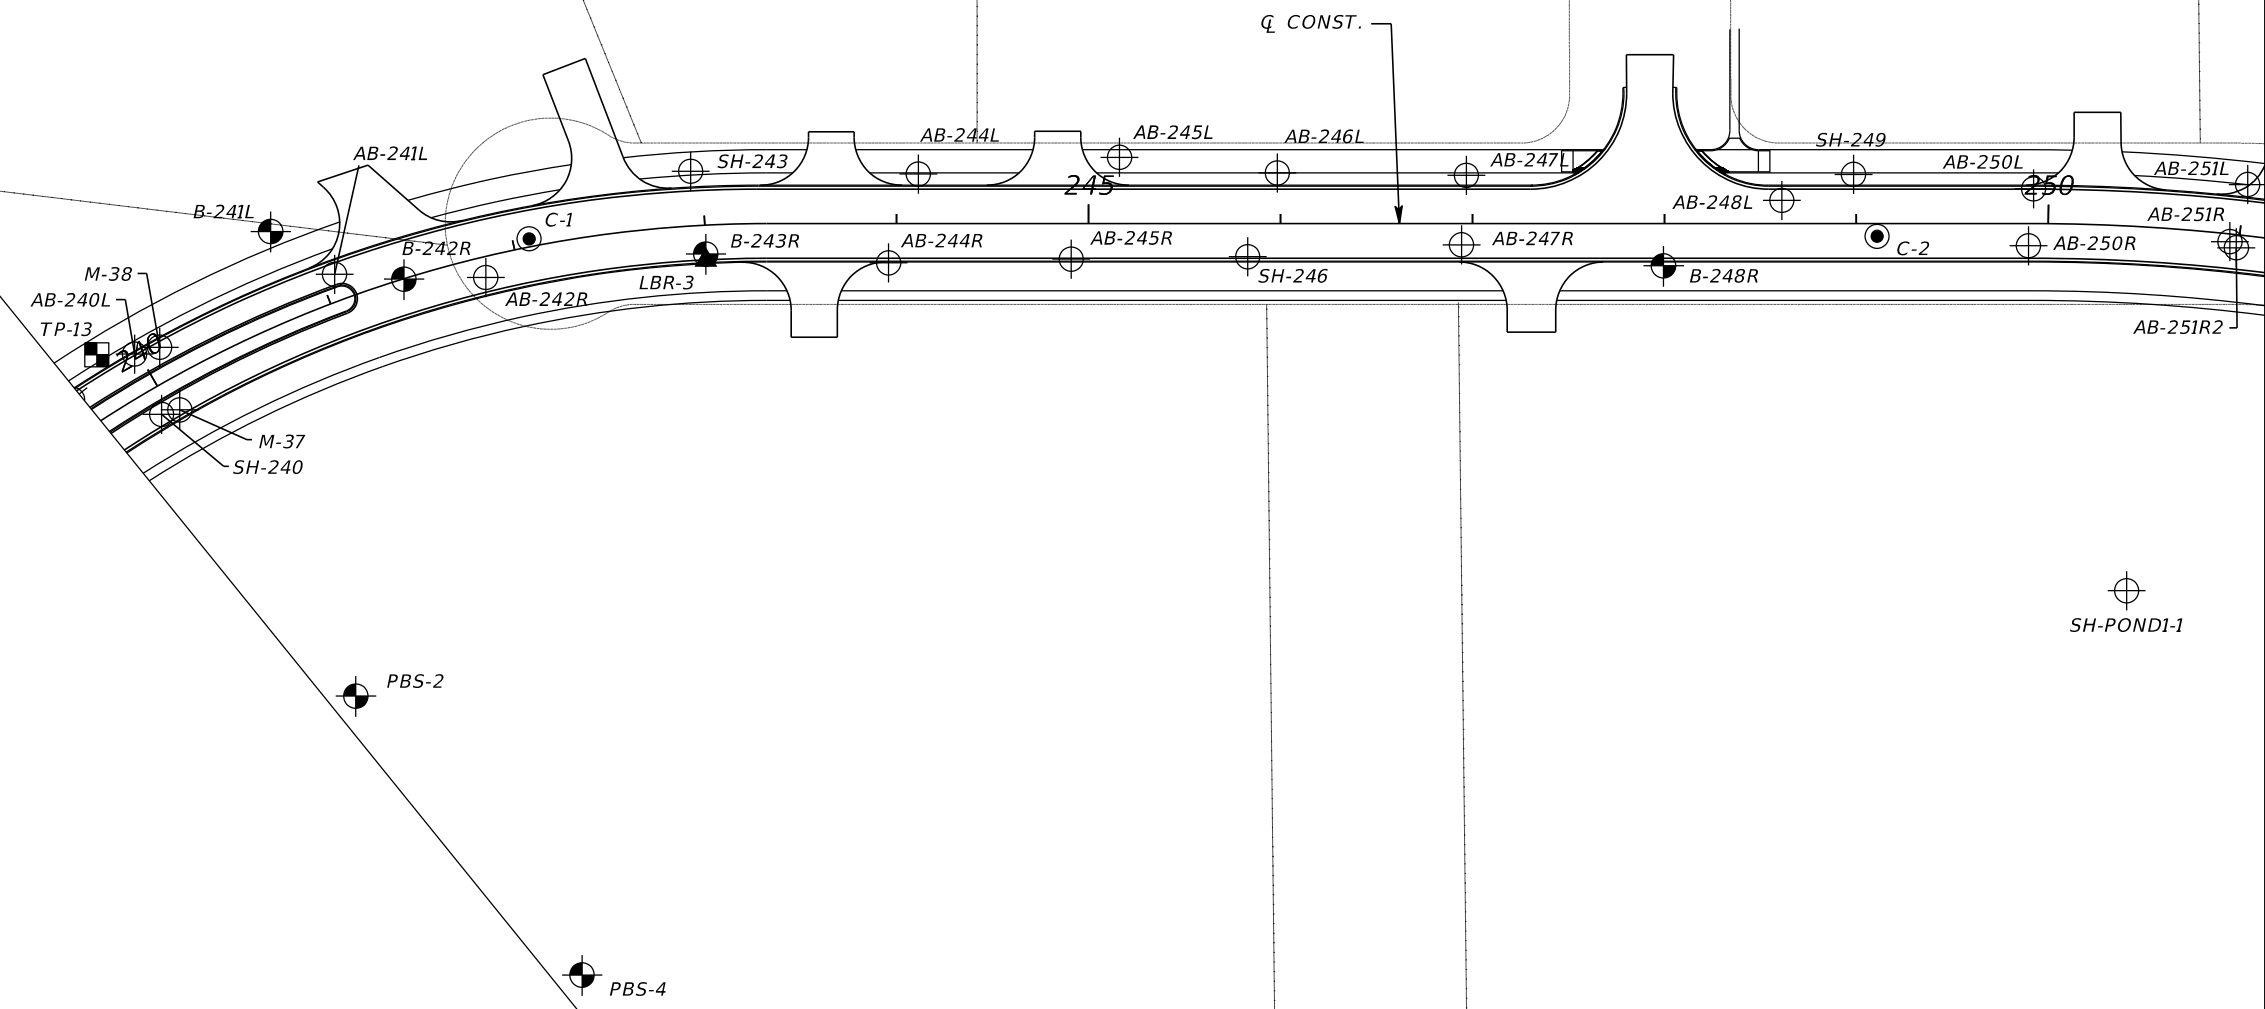 ℄ CONST.
AB-244L
AB-245L
AB-246L
SH-249
AB-241L
SH-243
AB-247L
AB-250L
AB-251L
245
250
B-241L
C-1
AB-248L
AB-251R
B-242R
B-243R
AB-244R
AB-245R
AB-247R
C-2
AB-250R
M-38
LBR-3
SH-246
B-248R
AB-240L
AB-242R
TP-13
AB-251R2
240
M-37
SH-240
SH-POND1-1
PBS-2
PBS-4